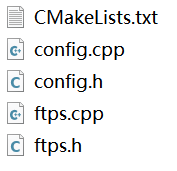 CMakeLists.txt
config.cpp
config.h
ftps.cpp
ftps.h